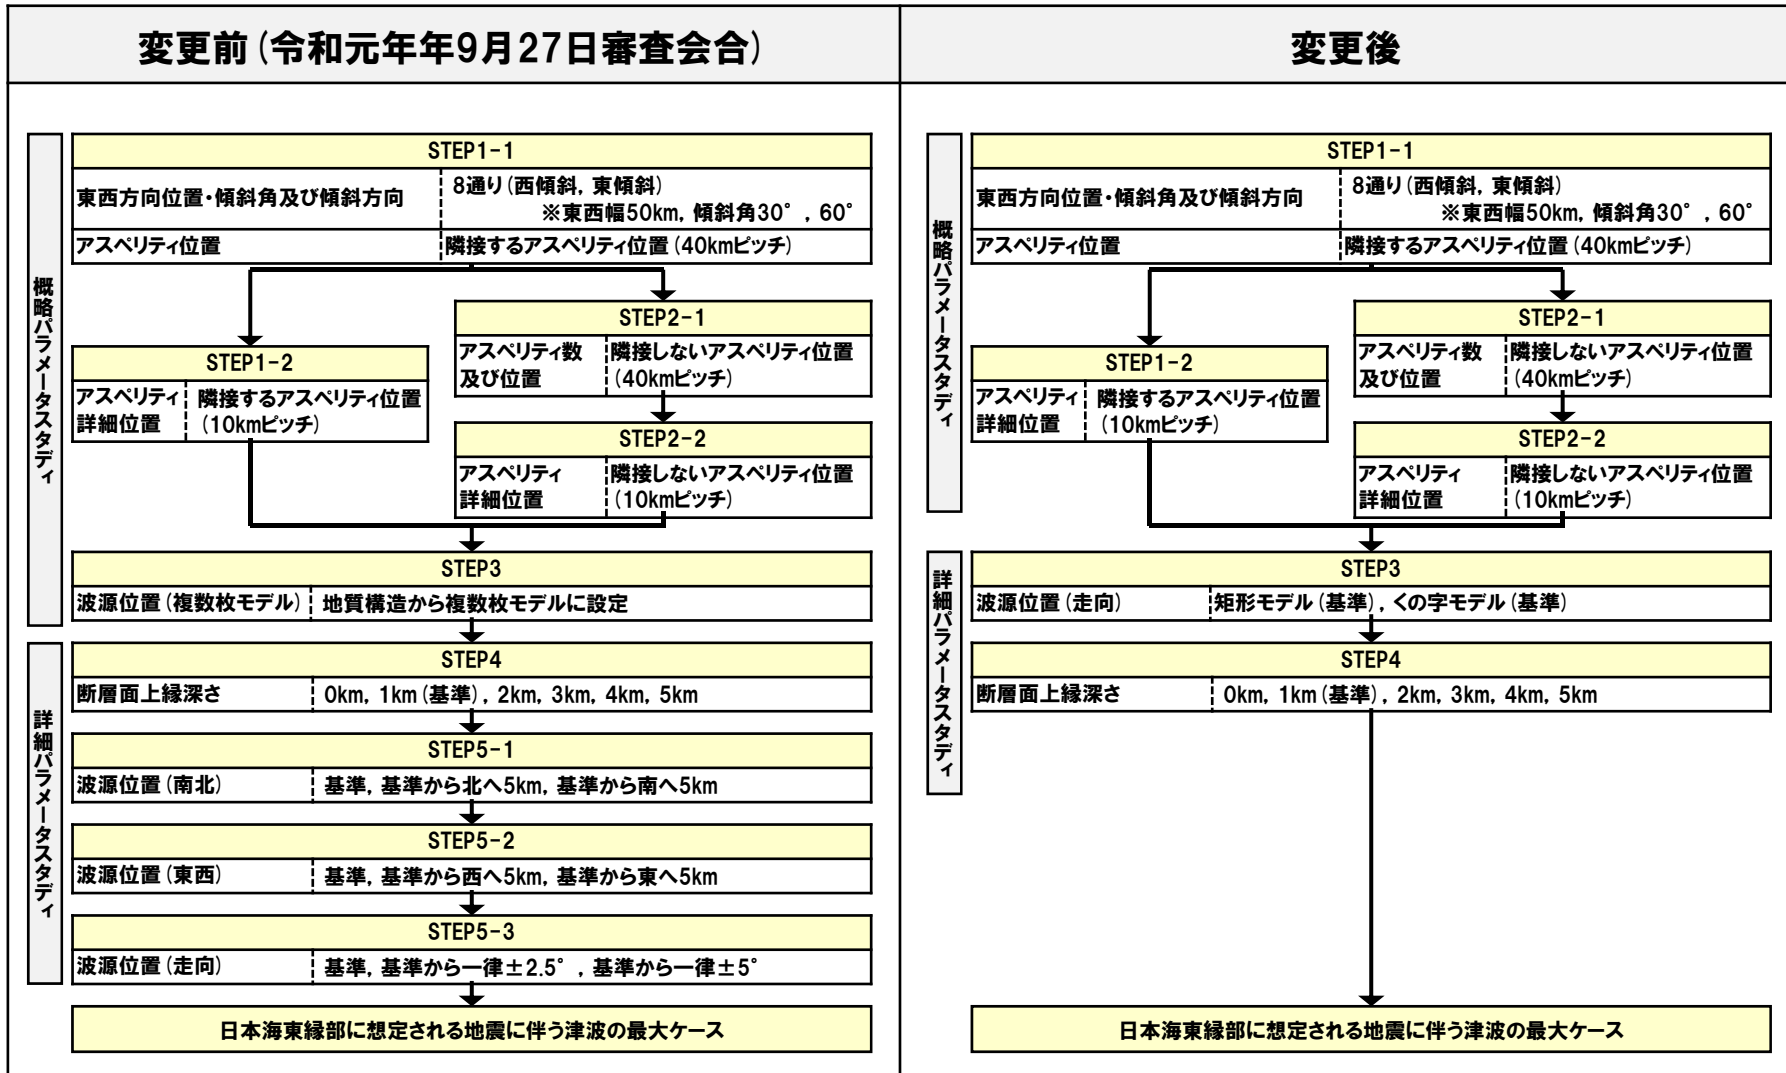 変更前(令和元年年9月27日審査会合)
概略パラメータスタディ
STEP1-1
東西方向位置・傾斜角及び傾斜方向
8通り(西傾斜, 東傾斜)
※東西幅50km, 傾斜角30°, 60°
アスペリティ位置
隣接するアスペリティ位置(40kmピッチ)
STEP1-2
アスペリティ
詳細位置
隣接するアスペリティ位置
(10kmピッチ)
STEP2-1
アスペリティ数
及び位置
隣接しないアスペリティ位置
(40kmピッチ)
STEP2-2
アスペリティ
詳細位置
隣接しないアスペリティ位置
(10kmピッチ)
STEP3
波源位置(複数枚モデル)
地質構造から複数枚モデルに設定
詳細パラメータスタディ
STEP4
断層面上縁深さ
0km, 1km(基準), 2km, 3km, 4km, 5km
STEP5-1
波源位置(南北)
基準, 基準から北へ5km, 基準から南へ5km
STEP5-2
波源位置(東西)
基準, 基準から西へ5km, 基準から東へ5km
STEP5-3
波源位置(走向)
基準, 基準から一律±2.5°, 基準から一律±5°
日本海東縁部に想定される地震に伴う津波の最大ケース
変更後
概略パラメータスタディ
STEP1-1
東西方向位置・傾斜角及び傾斜方向
8通り(西傾斜, 東傾斜)
※東西幅50km, 傾斜角30°, 60°
アスペリティ位置
隣接するアスペリティ位置(40kmピッチ)
STEP1-2
アスペリティ
詳細位置
隣接するアスペリティ位置
(10kmピッチ)
STEP2-1
アスペリティ数
及び位置
隣接しないアスペリティ位置
(40kmピッチ)
STEP2-2
アスペリティ
詳細位置
隣接しないアスペリティ位置
(10kmピッチ)
詳細パラメータスタディ
STEP3
波源位置(走向)
矩形モデル(基準), くの字モデル(基準)
STEP4
断層面上縁深さ
0km, 1km(基準), 2km, 3km, 4km, 5km
日本海東縁部に想定される地震に伴う津波の最大ケース